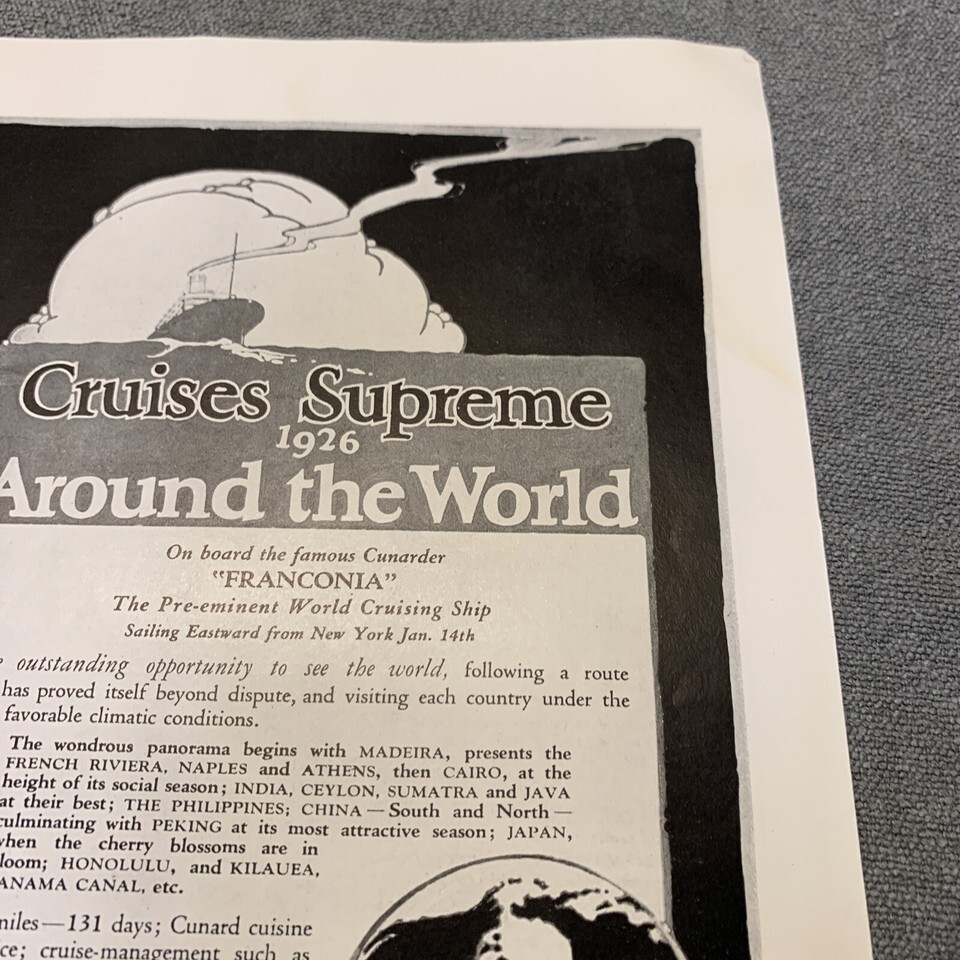 Cruises Supreme
1926
Around the World
On board the famous Cunarder
"FRANCONIA"
The Pre-eminent World Cruising Ship
Sailing Eastward from New York Jan. 14th
outstanding opportunity to see the world, following a route
has proved itself beyond dispute, and visiting each country under the
favorable climatic conditions.
The wondrous panorama begins with MADEIRA, presents the
FRENCH RIVIERA, NAPLES and ATHENS, then CAIRO, at the
height of its social season; INDIA, CEYLON, SUMATRA and JAVA
at their best; THE PHILIPPINES; CHINA—South and North—
culminating with PEKING at its most attractive season; JAPAN,
when the cherry blossoms are in
loom; HONOLULU, and KILAUEA,
ANAMA CANAL, etc.
miles—131 days; Cunard cuisine
ce; cruise-management such as